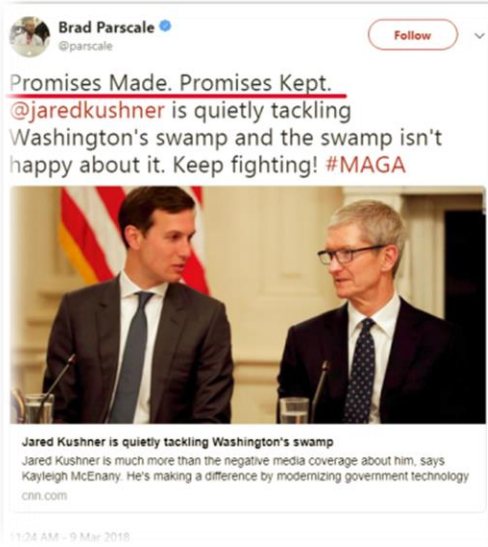 Brad Parscale
@parscale
Follow
Promises Made. Promises Kept.
@jaredkushner is quietly tackling
Washington's swamp and the swamp isn't
happy about it. Keep fighting! #MAGA
Jared Kushner is quietly tackling Washington's swamp
Jared Kushner is much more than the negative media coverage about him, says
Kayleigh McEnany. He's making a difference by modernizing government technology
cnn.com
11:24 AM - 9 Mar 2018